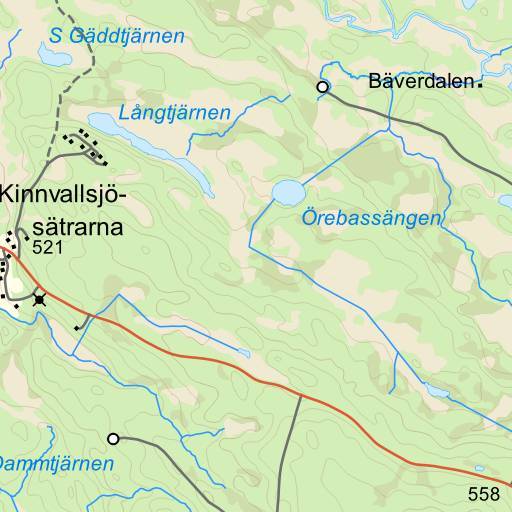 S Gäddtjärnen
Bäverdalen
Långtjärnen
Kinnvallsjö-
sätrarna
Örebassängen
521
Dammtjärnen
558